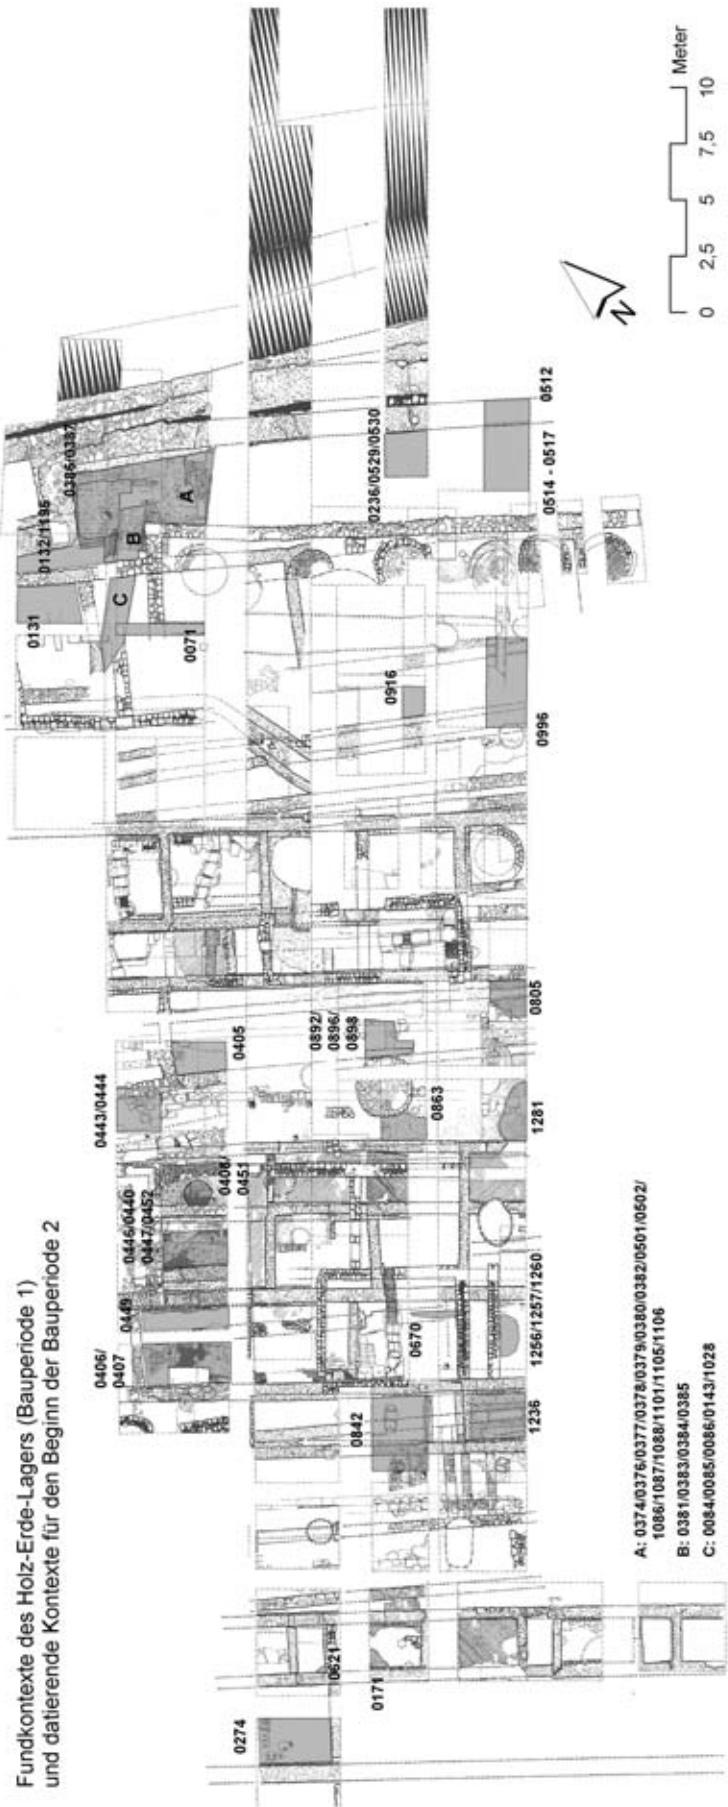 Fundkontexte des Holz-Erde-Lagers (Bauperiode 1)
und datierende Kontexte für den Beginn der Bauperiode 2
0274
0621
0171
0406/
0407
0449
0446/0440
0447/0452
0443/0444
0408/
0451
0405
0842
0670
1236
1256/1257/1260
0892/
0896/
0898
0863
1281
0805
0131
0132/1195
0386/0387
A
B
C
0071
0916
0996
0236/0529/0530
0512
0514 - 0517
A: 0374/0376/0377/0378/0379/0380/0382/0501/0502/
1086/1087/1088/1101/1105/1106
B: 0381/0383/0384/0385
C: 0084/0085/0086/0143/1028
N
0 2,5 5 7,5 10
Meter